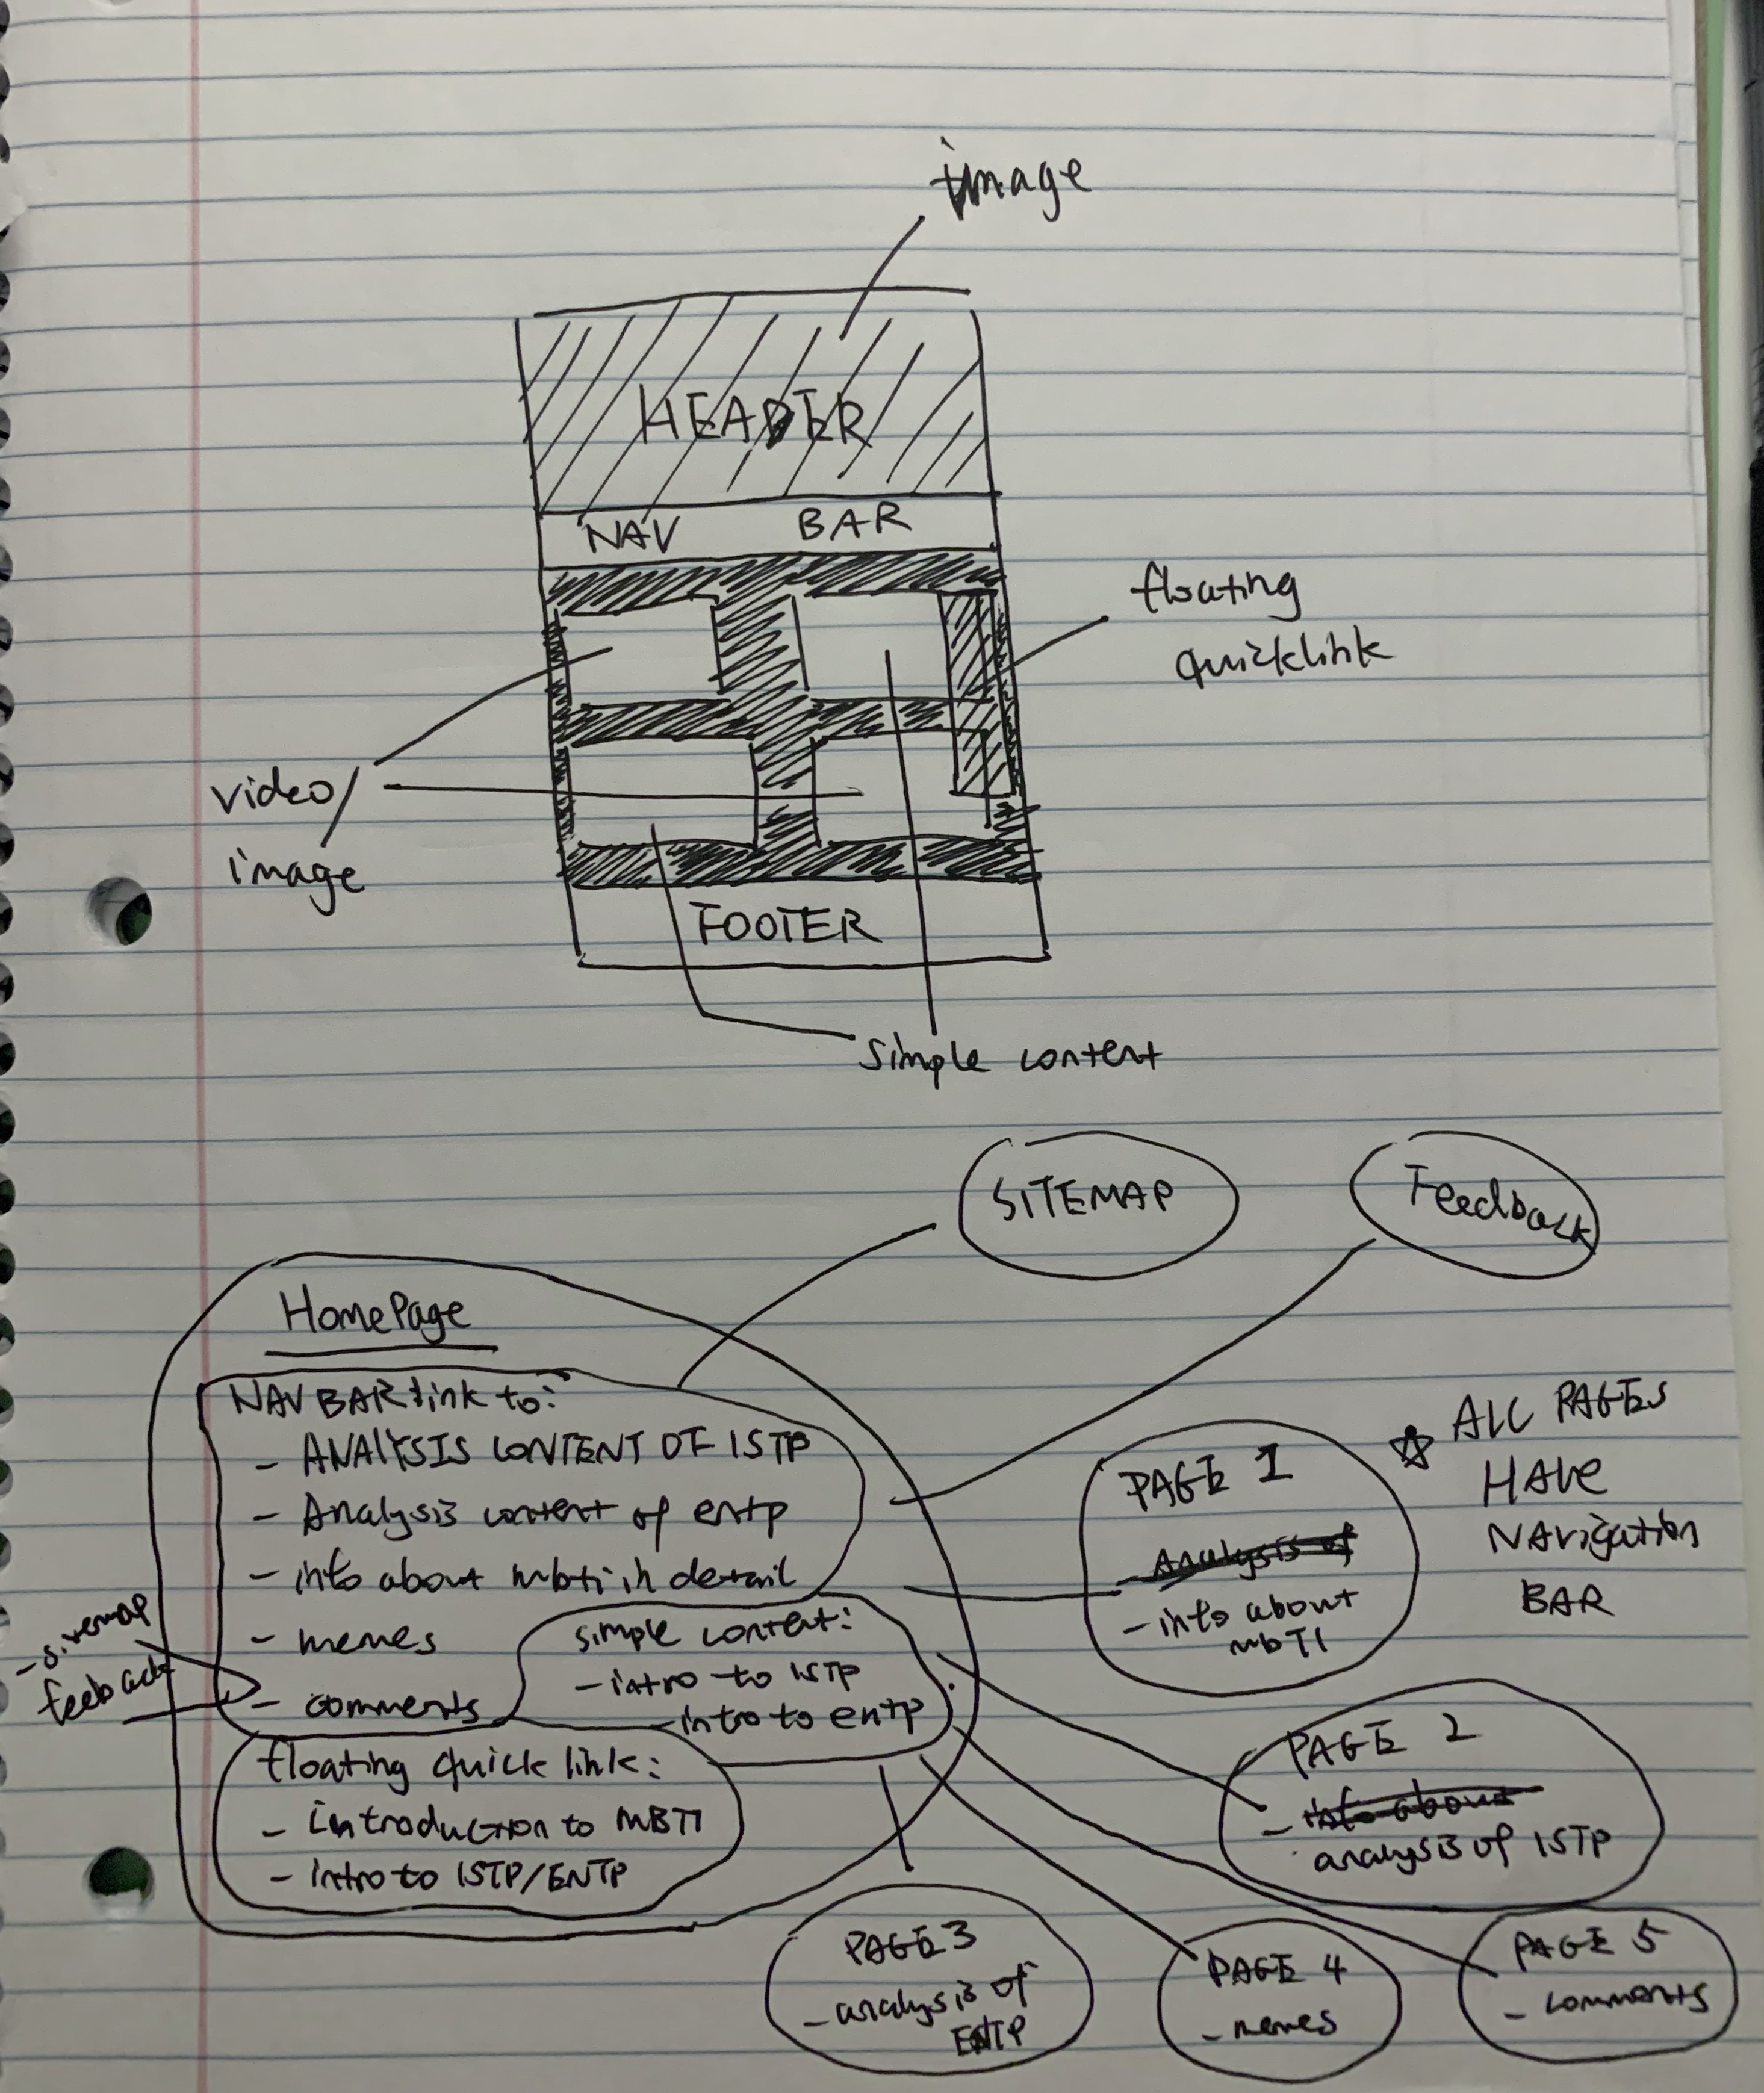 image
HEADER
NAV BAR
floating
quicklink
video/
image
FOOTER
simple content
SITEMAP
Feedback
HomePage
NAV BAR link to:
- ANALYSIS CONTENT OF ISTP
- Analysis content of entp
- info about mbti in detail
- memes
- comments
- sitemap
feeback
simple content:
- intro to ISTP
- intro to entp
floating quick link:
- introduction to MBTI
- intro to ISTP/ENTP
PAGE 1
- Analysis of
- info about
mbTI
☆ ALL PAGES
HAVE
NAVigation
BAR
PAGE 2
- info about
analysis of ISTP
PAGE 3
- analysis of
ENTP
PAGE 4
- memes
PAGE 5
- comments